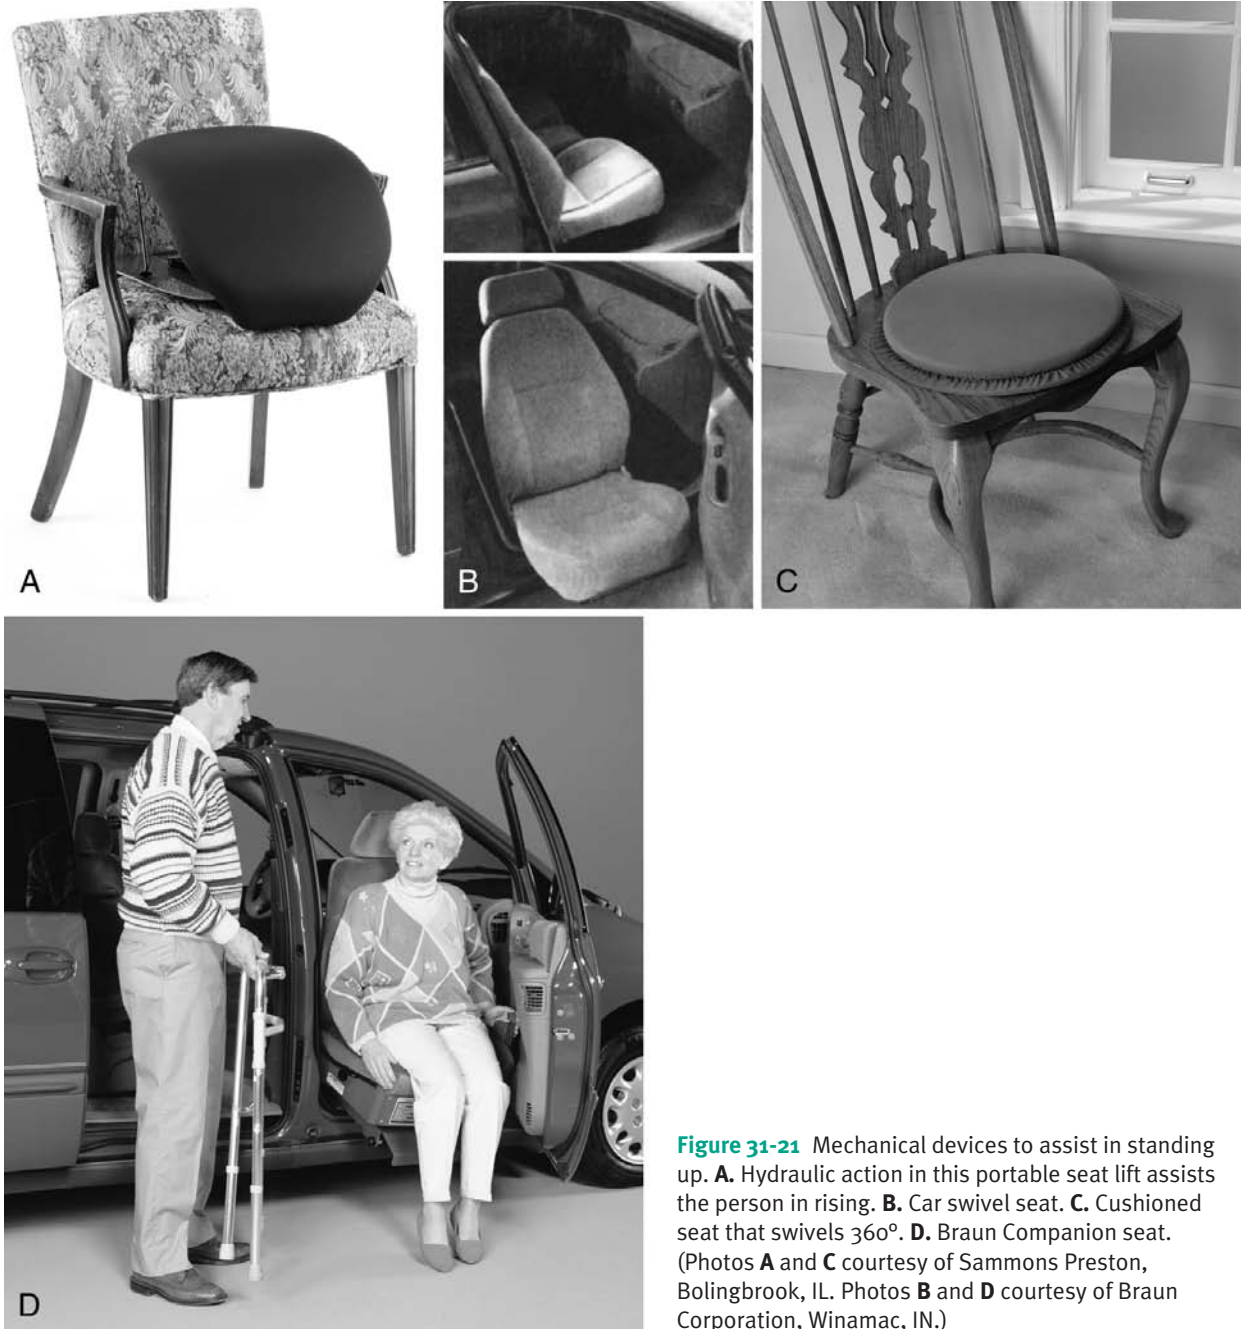 A
B
C
D
Figure 31-21 Mechanical devices to assist in standing
up. A. Hydraulic action in this portable seat lift assists
the person in rising. B. Car swivel seat. C. Cushioned
seat that swivels 360°. D. Braun Companion seat.
(Photos A and C courtesy of Sammons Preston,
Bolingbrook, IL. Photos B and D courtesy of Braun
Corporation, Winamac, IN.)